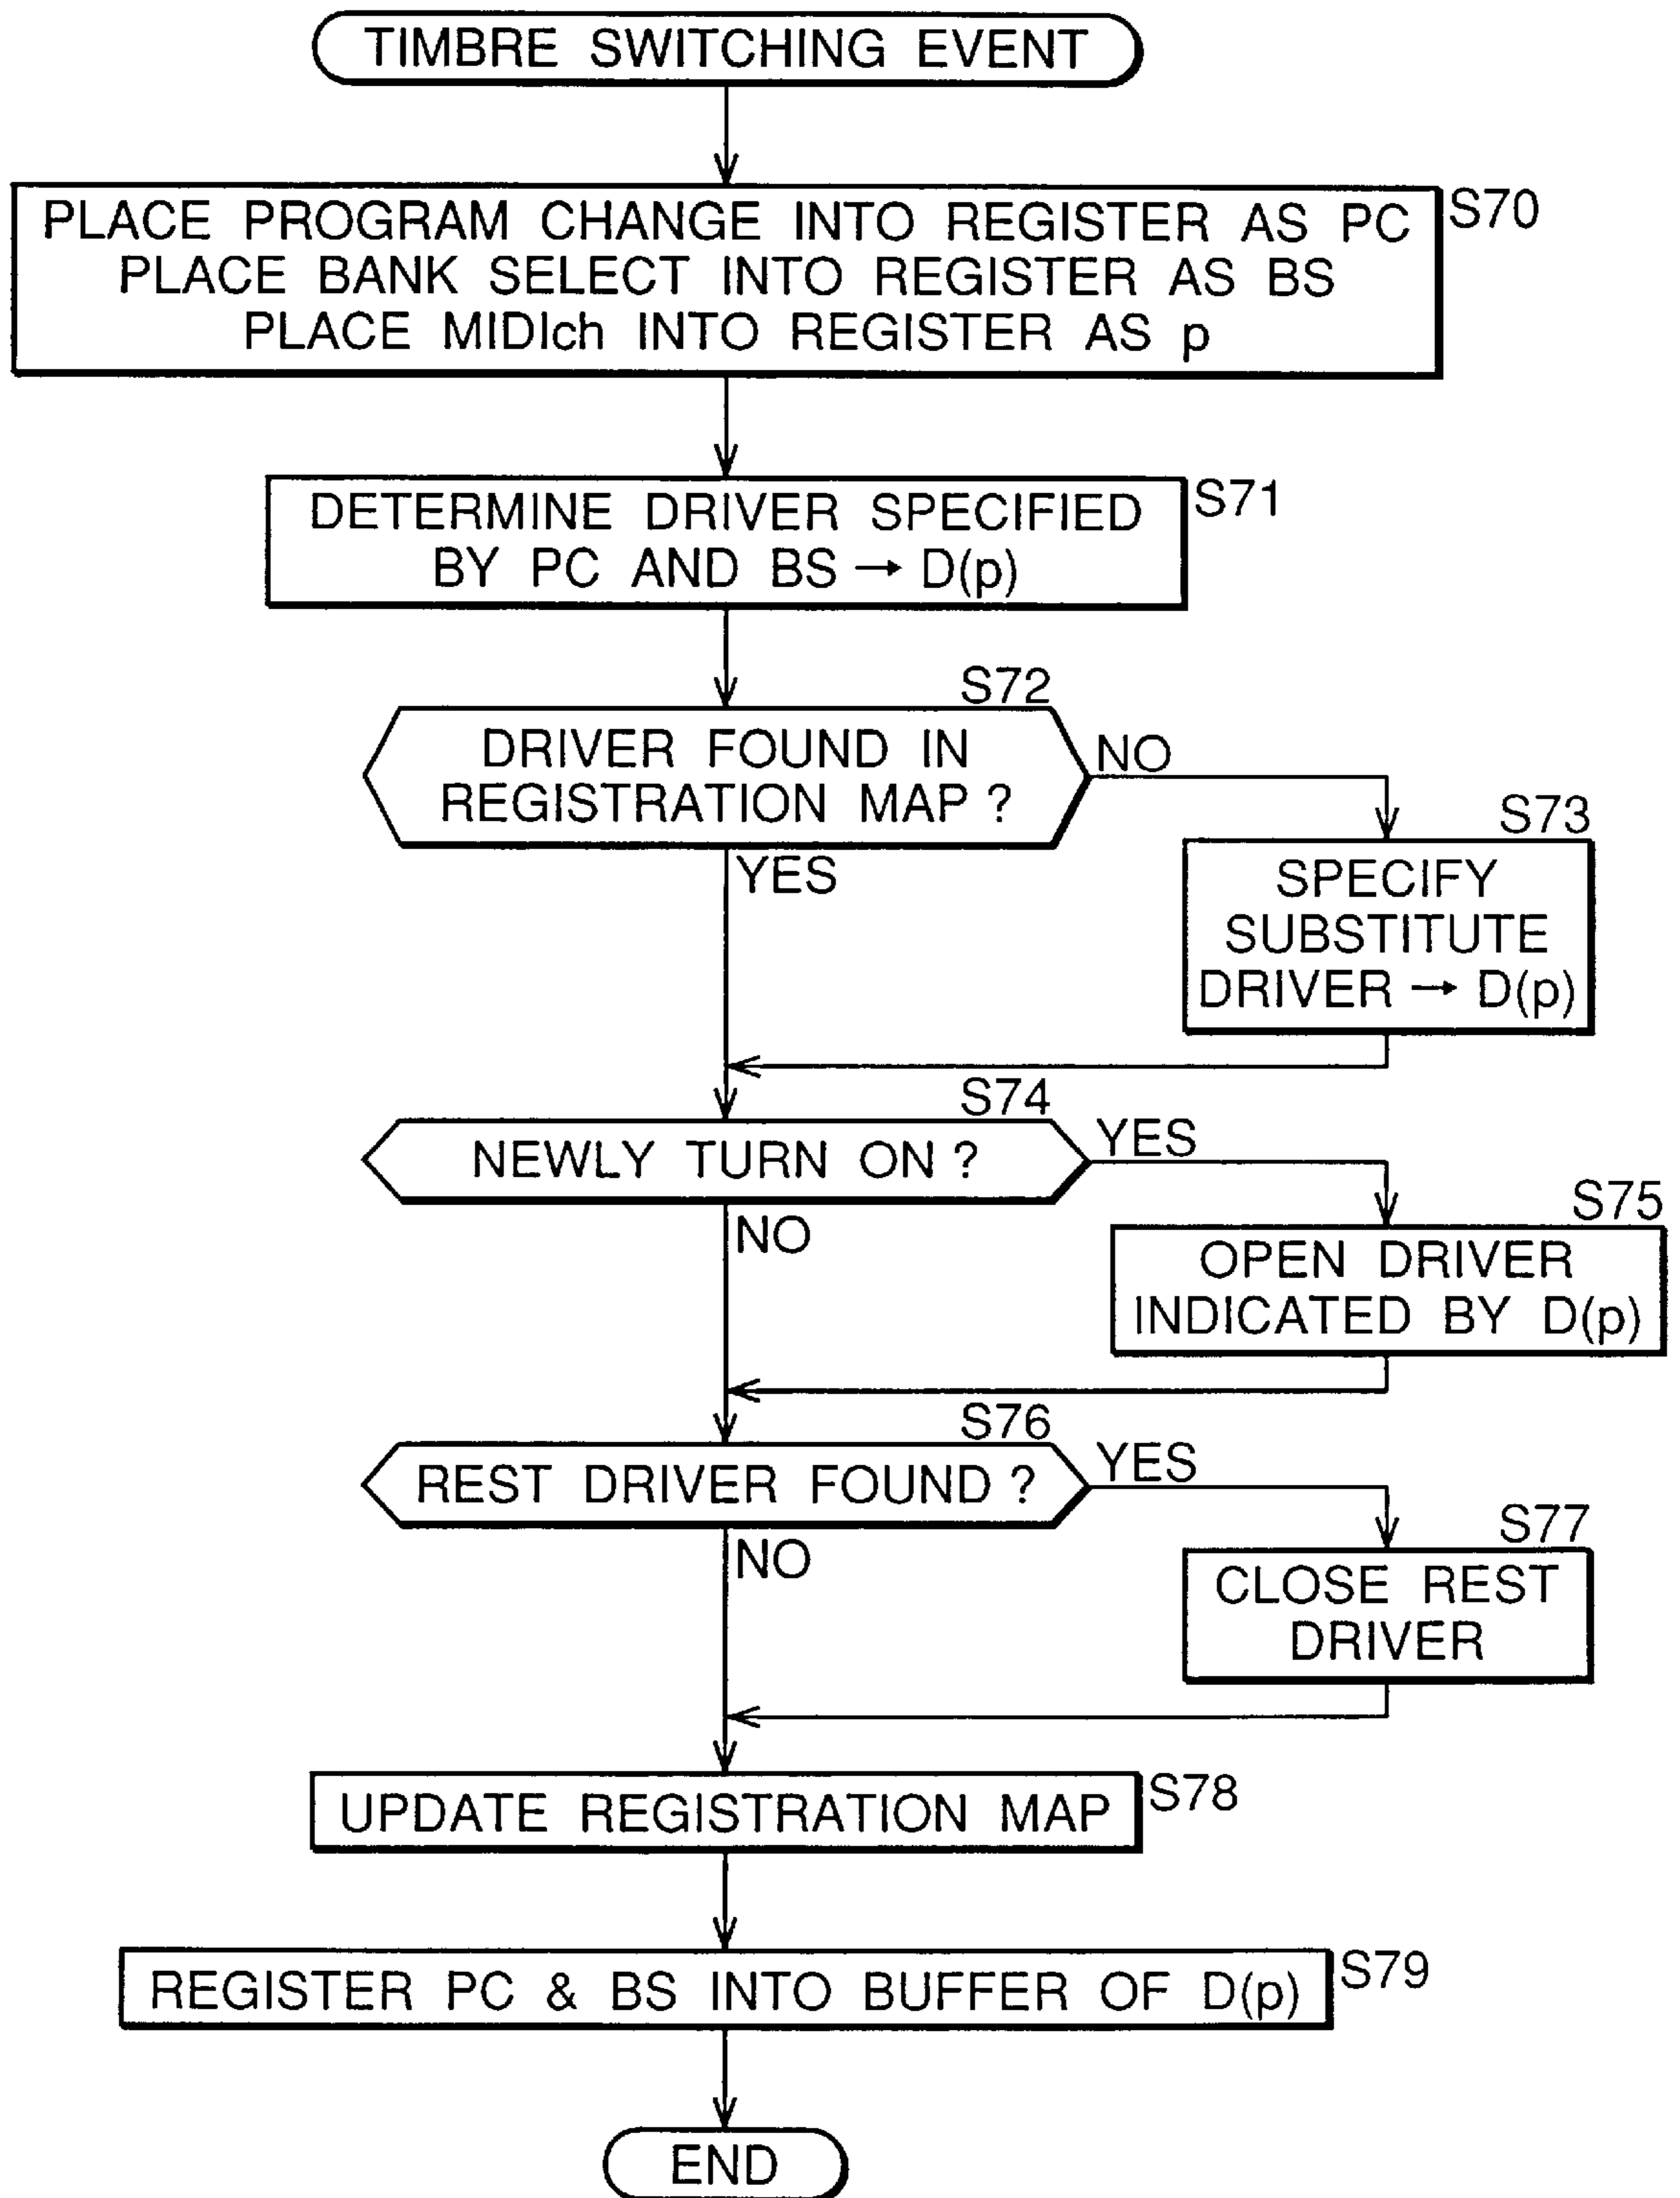 TIMBRE SWITCHING EVENT
S70
PLACE PROGRAM CHANGE INTO REGISTER AS PC
PLACE BANK SELECT INTO REGISTER AS BS
PLACE MIDIch INTO REGISTER AS p
S71
DETERMINE DRIVER SPECIFIED
BY PC AND BS → D(p)
S72
DRIVER FOUND IN
REGISTRATION MAP ?
NO
YES
S73
SPECIFY
SUBSTITUTE
DRIVER → D(p)
S74
NEWLY TURN ON ?
YES
NO
S75
OPEN DRIVER
INDICATED BY D(p)
S76
REST DRIVER FOUND ?
YES
NO
S77
CLOSE REST
DRIVER
S78
UPDATE REGISTRATION MAP
S79
REGISTER PC & BS INTO BUFFER OF D(p)
END